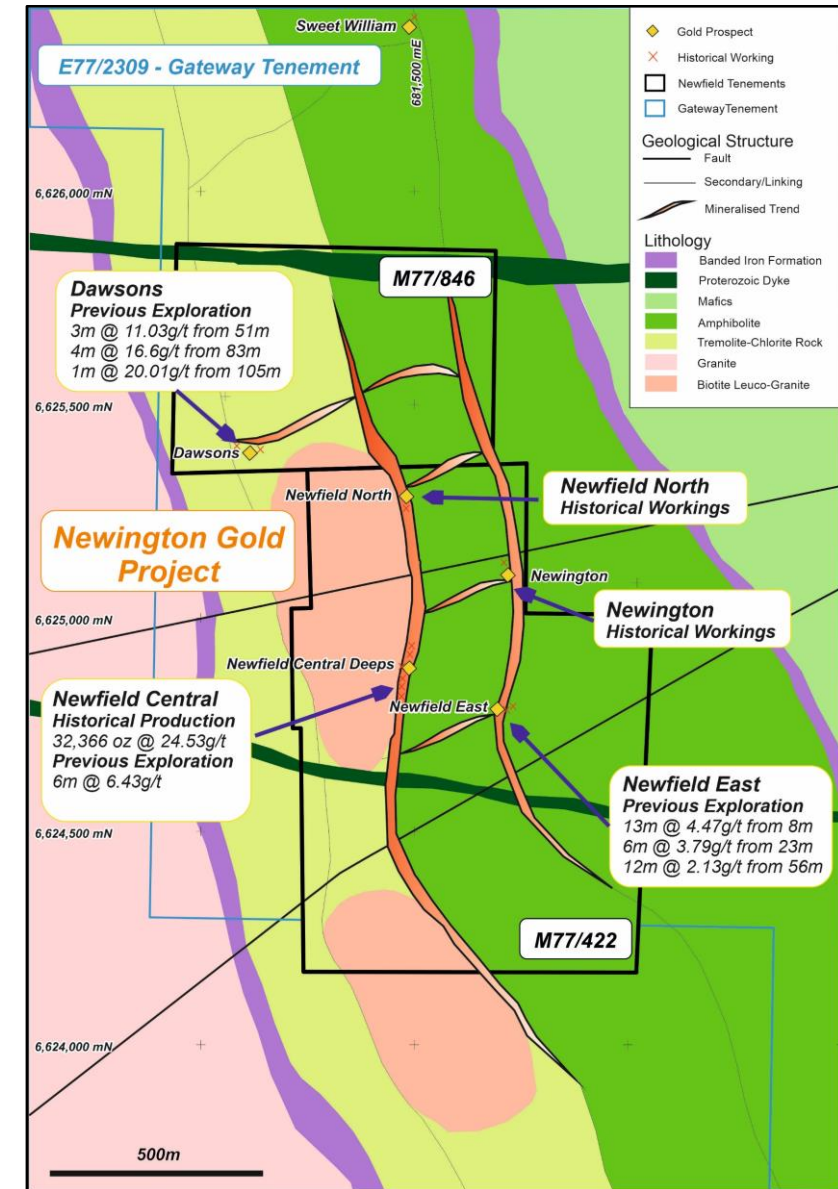 Sweet William
E77/2309 - Gateway Tenement
681,500 mE
Gold Prospect
Historical Working
Newfield Tenements
GatewayTenement
Geological Structure
Fault
Secondary/Linking
Mineralised Trend
Lithology
Banded Iron Formation
Proterozoic Dyke
Mafics
Amphibolite
Tremolite-Chlorite Rock
Granite
Biotite Leuco-Granite
6,626,000 mN
M77/846
Dawsons
Previous Exploration
3m @ 11.03g/t from 51m
4m @ 16.6g/t from 83m
1m @ 20.01g/t from 105m
6,625,500 mN
Dawsons
Newfield North
Newfield North
Historical Workings
Newington Gold
Project
Newington
Newington
Historical Workings
6,625,000 mN
Newfield Central Deeps
Newfield East
Newfield Central
Historical Production
32,366 oz @ 24.53g/t
Previous Exploration
6m @ 6.43g/t
Newfield East
Previous Exploration
13m @ 4.47g/t from 8m
6m @ 3.79g/t from 23m
12m @ 2.13g/t from 56m
6,624,500 mN
M77/422
6,624,000 mN
500m